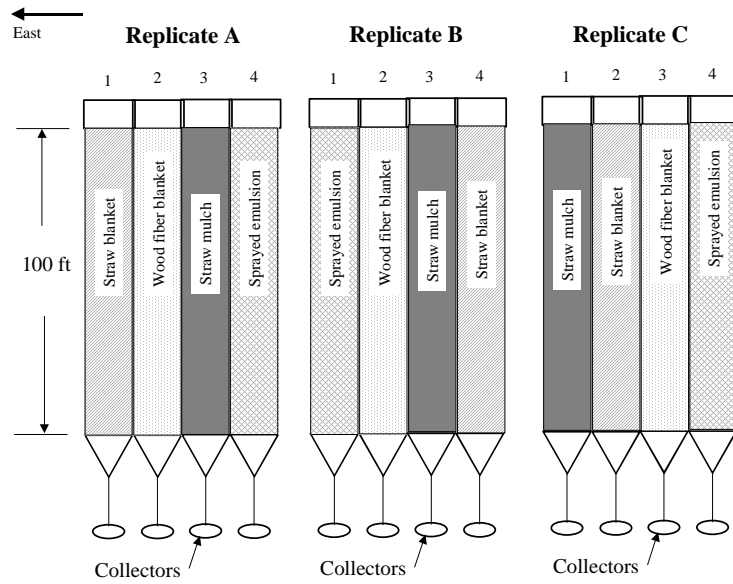 East
Replicate A
Replicate B
Replicate C
1 2 3 4
1 2 3 4
1 2 3 4
100 ft
Straw blanket
Wood fiber blanket
Straw mulch
Sprayed emulsion
Sprayed emulsion
Wood fiber blanket
Straw mulch
Straw blanket
Straw mulch
Straw blanket
Wood fiber blanket
Sprayed emulsion
Collectors
Collectors
Collectors